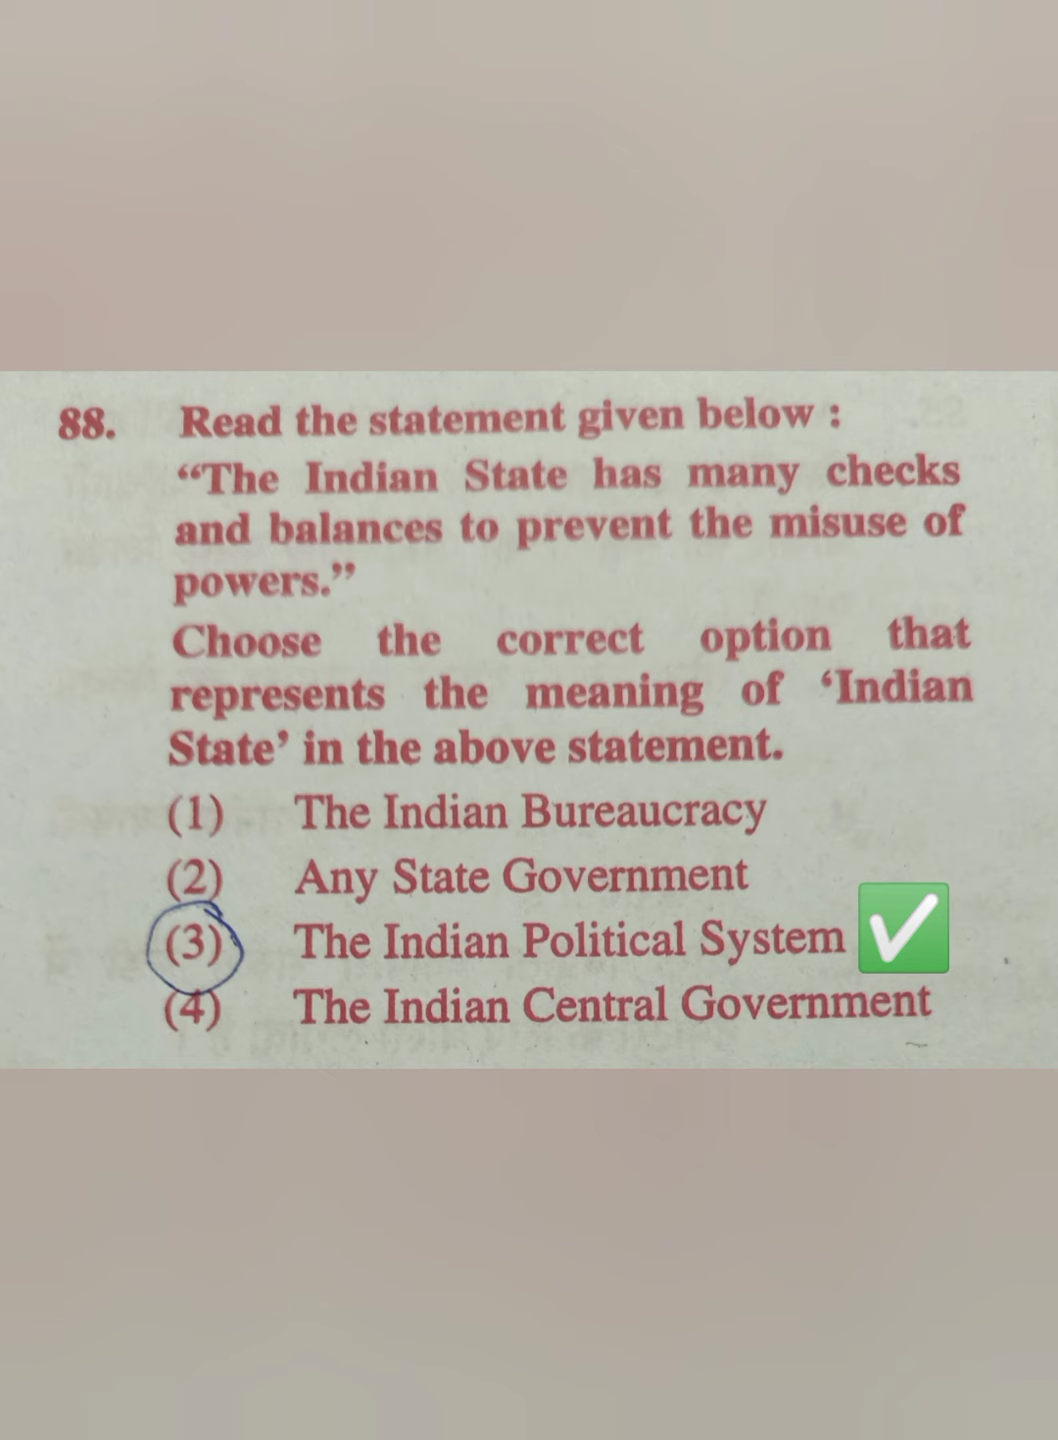 88. Read the statement given below :
“The Indian State has many checks
and balances to prevent the misuse of
powers.”
Choose the correct option that
represents the meaning of ‘Indian
State’ in the above statement.
(1) The Indian Bureaucracy
(2) Any State Government
(3) The Indian Political System
(4) The Indian Central Government